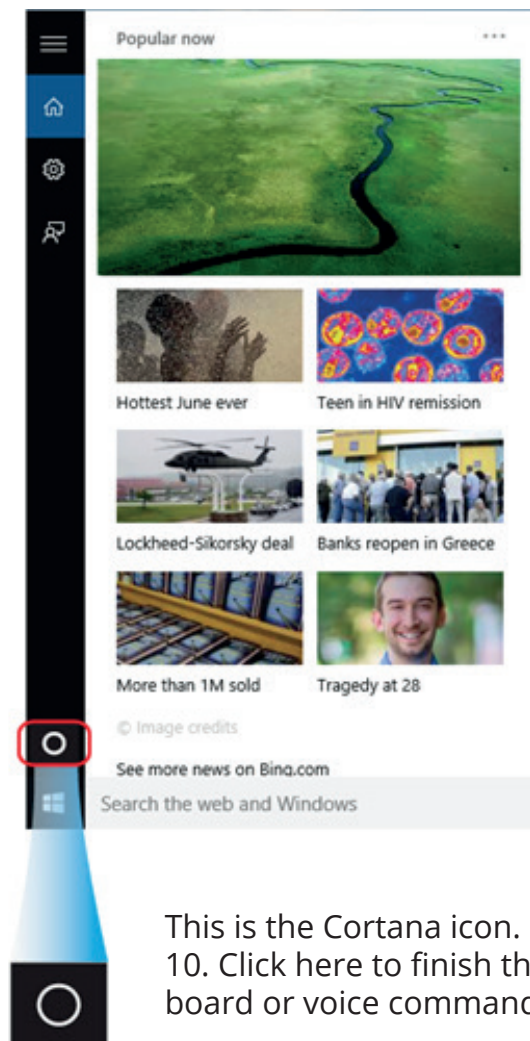 Popular now
Hottest June ever
Teen in HIV remission
Lockheed-Sikorsky deal
Banks reopen in Greece
More than 1M sold
Tragedy at 28
© Image credits
See more news on Bing.com
Search the web and Windows
This is the Cortana icon.
10. Click here to finish th
board or voice command